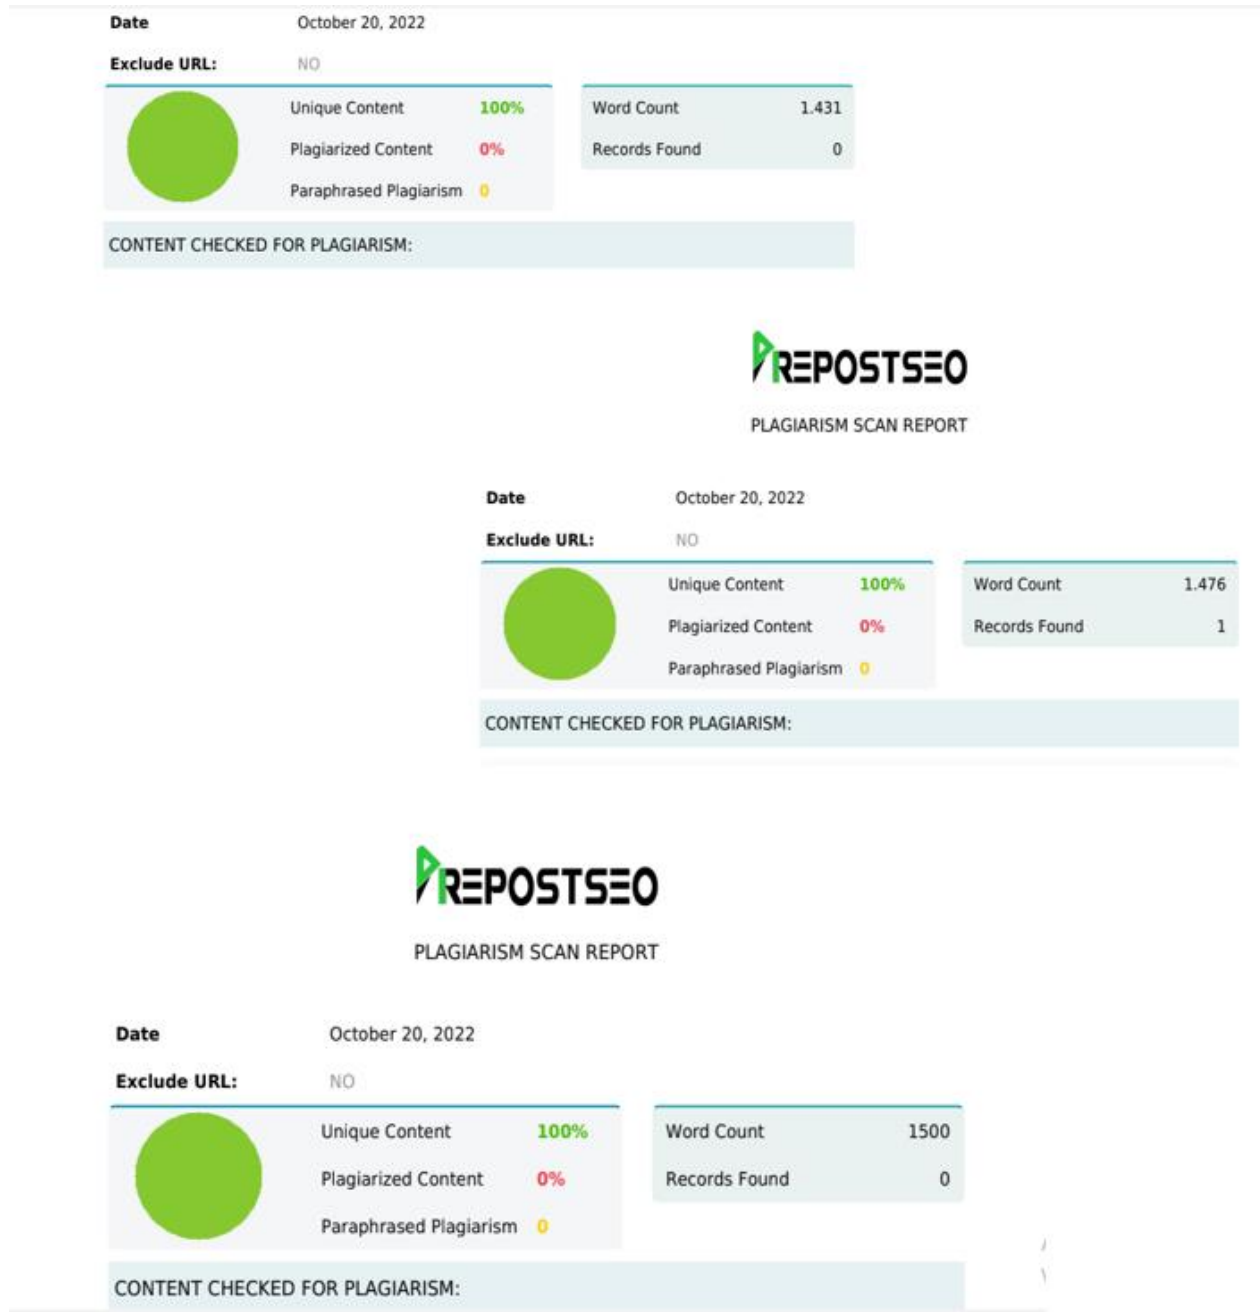 Date October 20, 2022
Exclude URL: NO
Unique Content 100% Word Count 1.431
Plagiarized Content 0% Records Found 0
Paraphrased Plagiarism 0
CONTENT CHECKED FOR PLAGIARISM:
PREPOSTSEO
PLAGIARISM SCAN REPORT
Date October 20, 2022
Exclude URL: NO
Unique Content 100% Word Count 1.476
Plagiarized Content 0% Records Found 1
Paraphrased Plagiarism 0
CONTENT CHECKED FOR PLAGIARISM:
PREPOSTSEO
PLAGIARISM SCAN REPORT
Date October 20, 2022
Exclude URL: NO
Unique Content 100% Word Count 1500
Plagiarized Content 0% Records Found 0
Paraphrased Plagiarism 0
CONTENT CHECKED FOR PLAGIARISM: